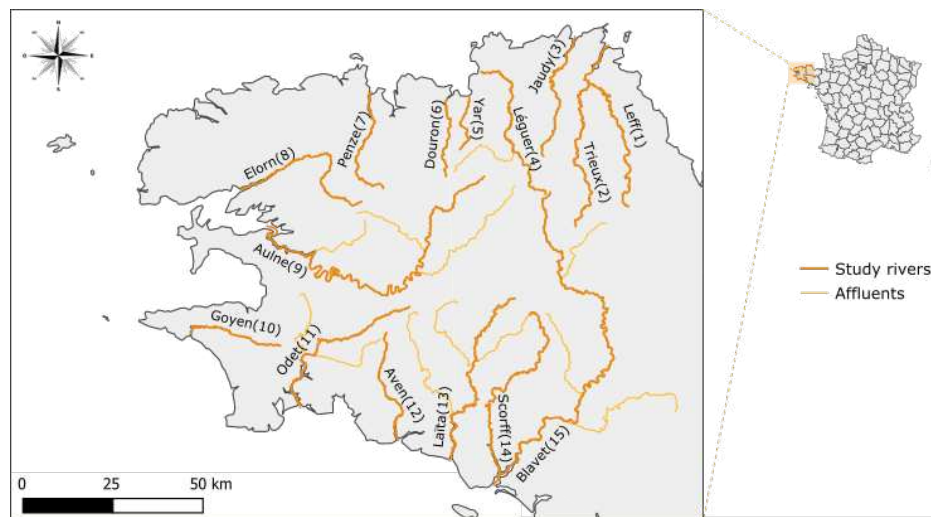 N
E
S
O
Jaudy(3)
Leff(1)
Penze(7)
Douron(6)
Yar(5)
Léguer(4)
Trieux(2)
Elorn(8)
Aulne(9)
Goyen(10)
Odet(11)
Aven(12)
Laïta(13)
Scorff(14)
Blavet(15)
Study rivers
Affluents
0 25 50 km